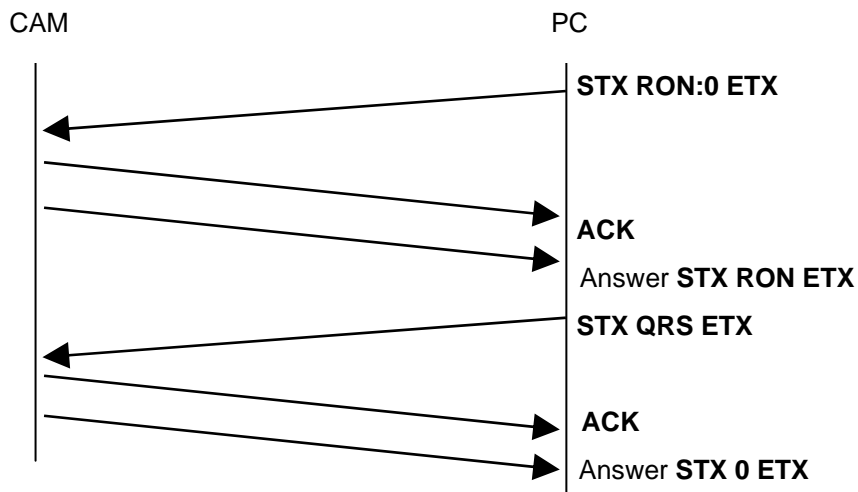 CAM PC
STX RON:0 ETX
ACK
Answer STX RON ETX
STX QRS ETX
ACK
Answer STX 0 ETX